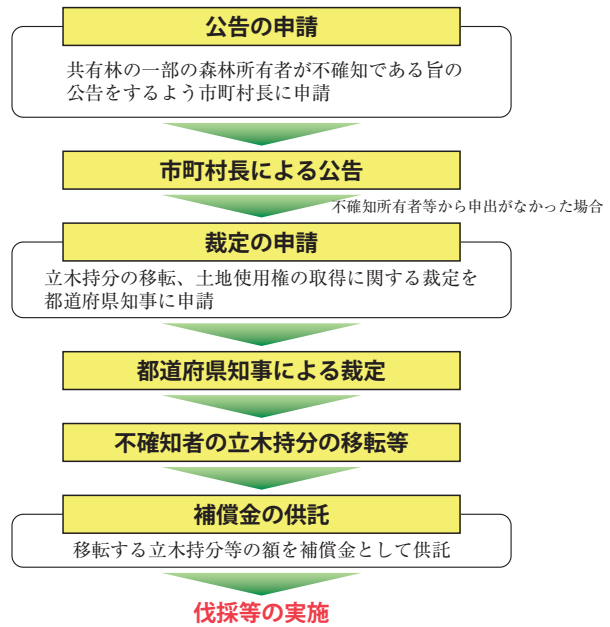 公告の申請
共有林の一部の森林所有者が不確知である旨の
公告をするよう市町村長に申請
市町村長による公告
不確知所有者等から申出がなかった場合
裁定の申請
立木持分の移転、土地使用権の取得に関する裁定を
都道府県知事に申請
都道府県知事による裁定
不確知者の立木持分の移転等
補償金の供託
移転する立木持分等の額を補償金として供託
伐採等の実施